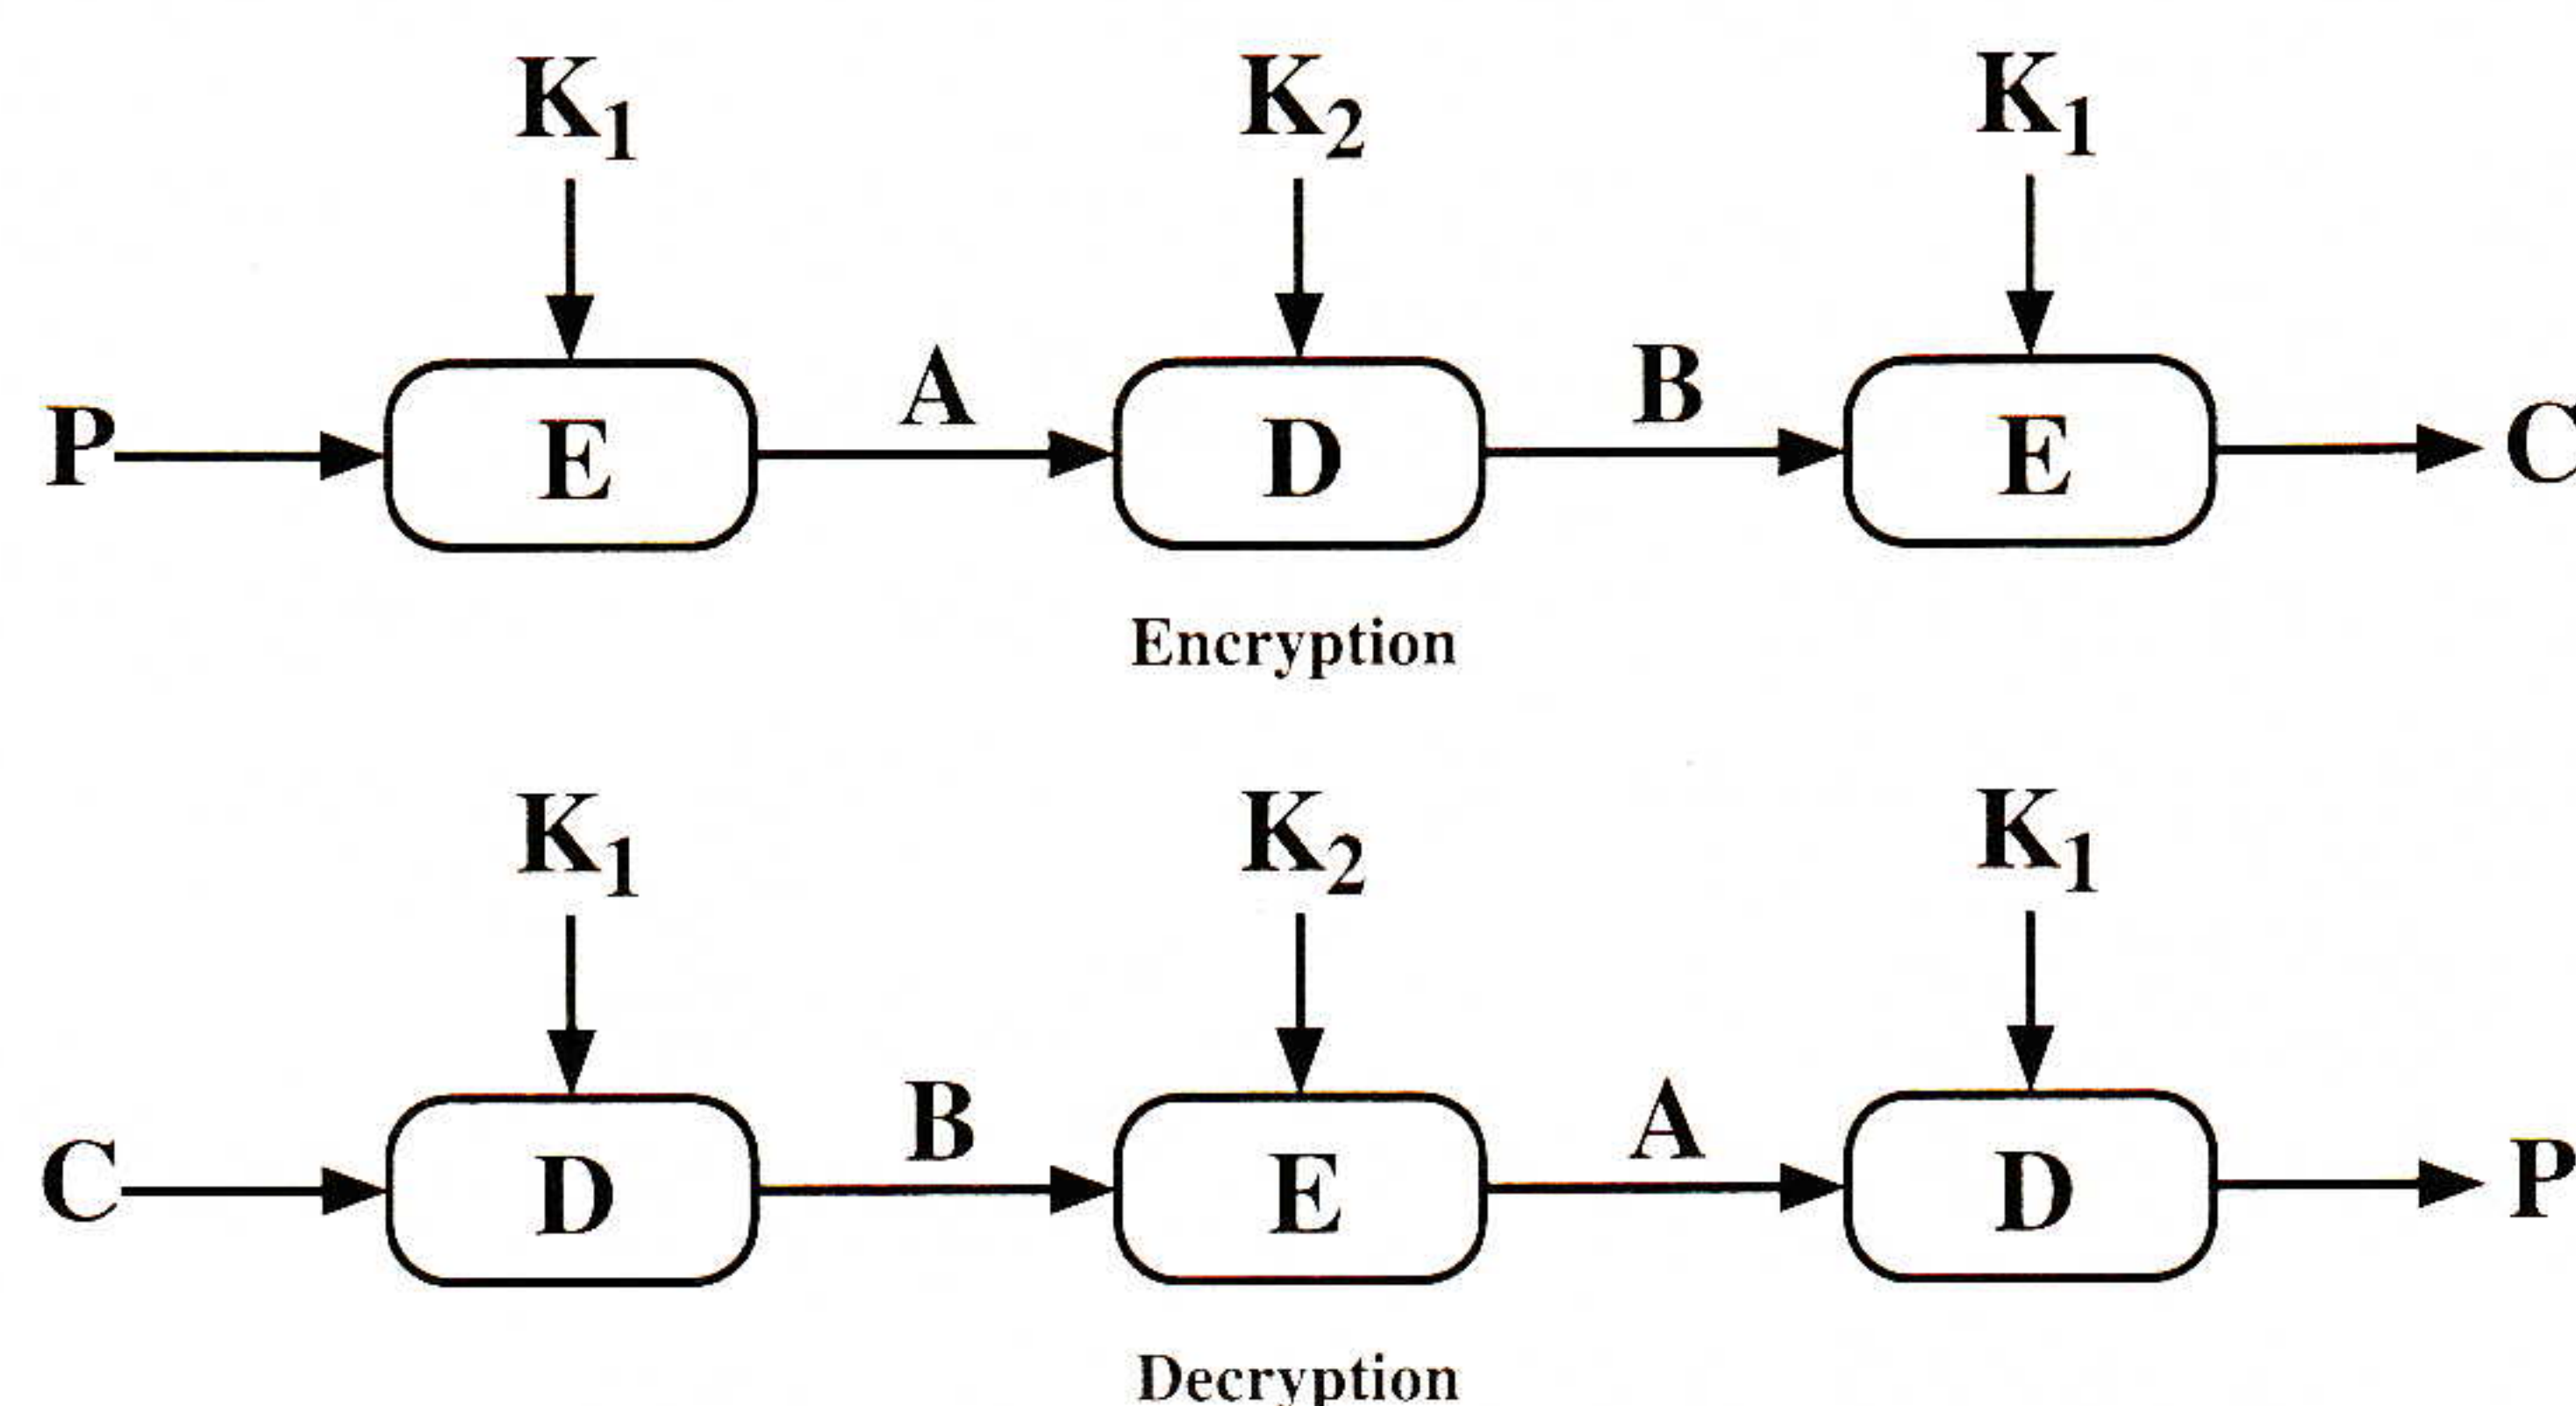 K1 K2 K1
P E A D B E C
Encryption
K1 K2 K1
C D B E A D P
Decryption